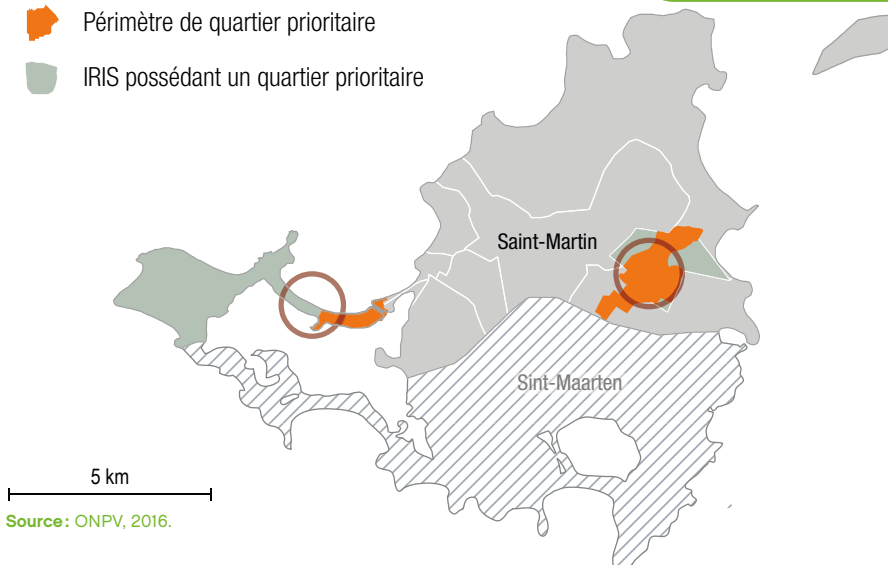 Périmètre de quartier prioritaire
IRIS possédant un quartier prioritaire
Saint-Martin
Sint-Maarten
5 km
Source : ONPV, 2016.